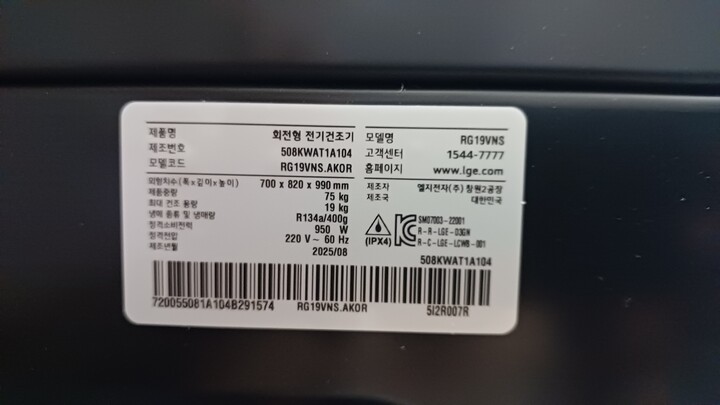 제품명 회전형 전기건조기
제조번호 508KWAT1A104
모델코드 RG19VNS.AKOR
외형치수(폭x깊이x높이) 700 x 820 x 990 mm
제품중량 75 kg
최대 건조 용량 19 kg
냉매 종류 및 냉매량 R134a/400g
정격소비전력 950 W
정격전압 220 V ~ 60 Hz
제조년월 2025/08
모델명 RG19VNS
고객센터 1544-7777
홈페이지 www.lge.com
제조자 엘지전자(주) 창원2공장
제조국 대한민국
(IPX4)
SM07003-22001
R-R-LGE-03GN
R-C-LGE-LCWB-001
508KWAT1A104
720055081A104B291574
RG19VNS.AKOR
5I2R007R